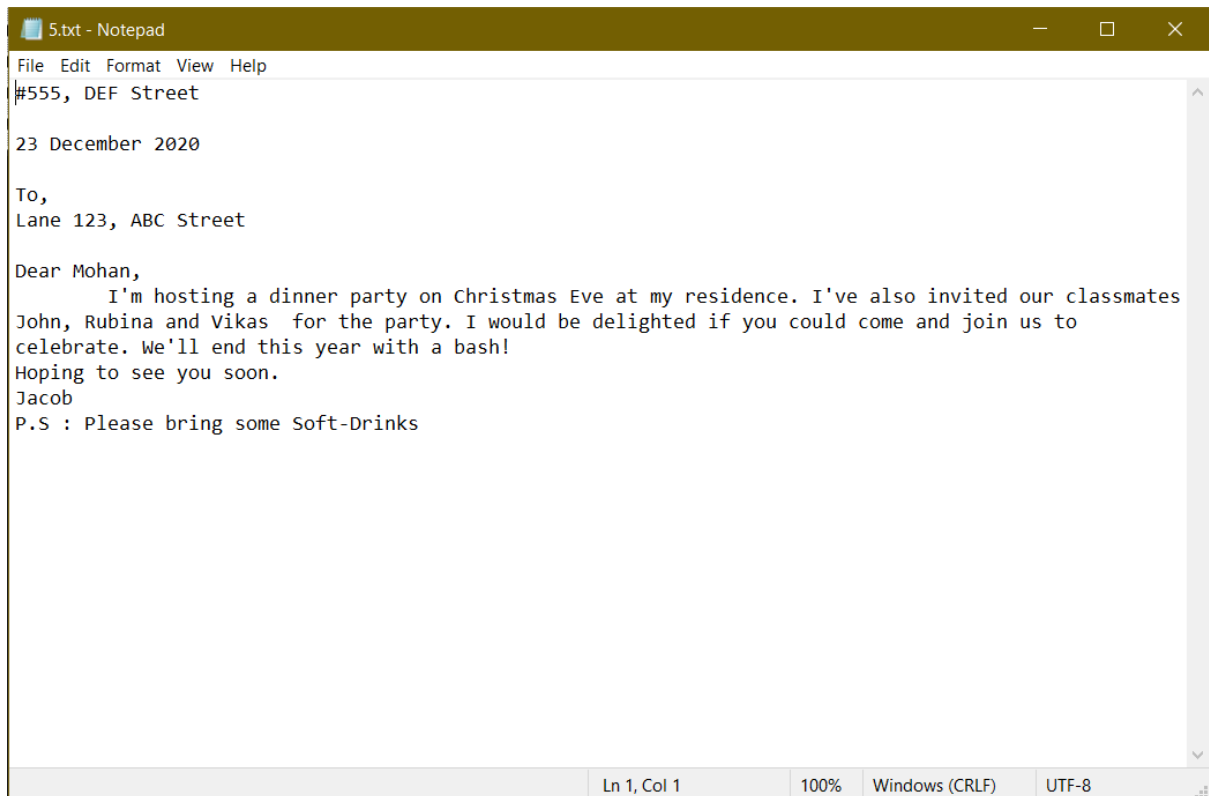 5.txt - Notepad
File Edit Format View Help
#555, DEF Street
23 December 2020
To,
Lane 123, ABC Street
Dear Mohan,
I'm hosting a dinner party on Christmas Eve at my residence. I've also invited our classmates
John, Rubina and Vikas  for the party. I would be delighted if you could come and join us to
celebrate. We'll end this year with a bash!
Hoping to see you soon.
Jacob
P.S : Please bring some Soft-Drinks
Ln 1, Col 1 100% Windows (CRLF) UTF-8